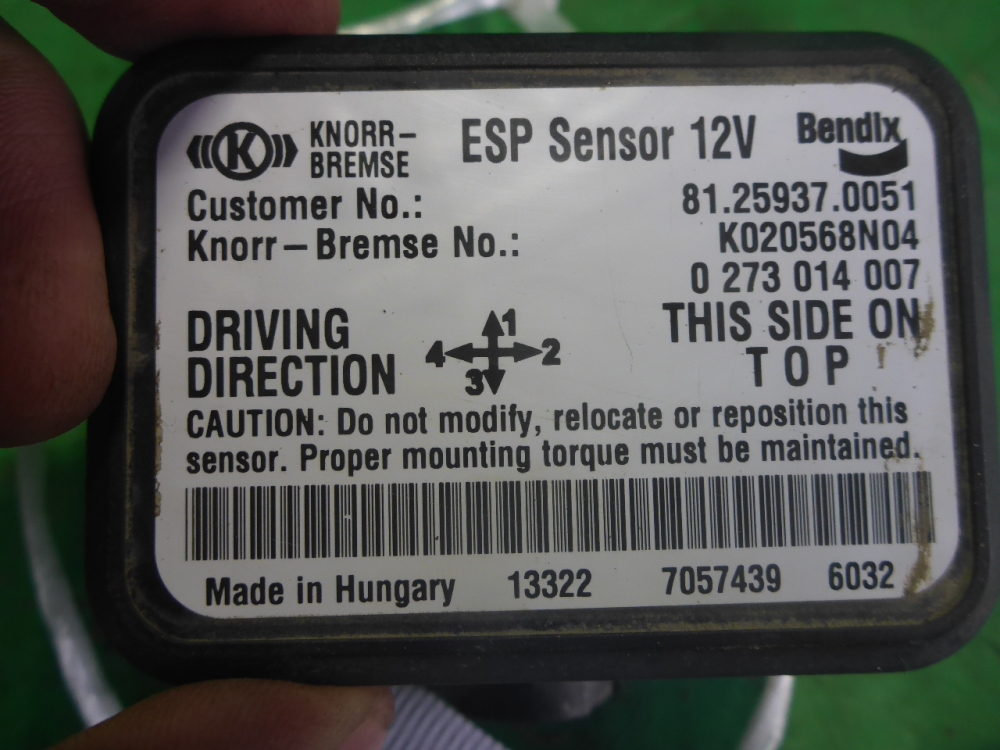 K KNORR-BREMSE ESP Sensor 12V Bendix
Customer No.: 81.25937.0051
Knorr-Bremse No.: K020568N04
0 273 014 007
DRIVING DIRECTION 1 2 3 4
THIS SIDE ON
TOP
CAUTION: Do not modify, relocate or reposition this
sensor. Proper mounting torque must be maintained.
Made in Hungary 13322 7057439 6032